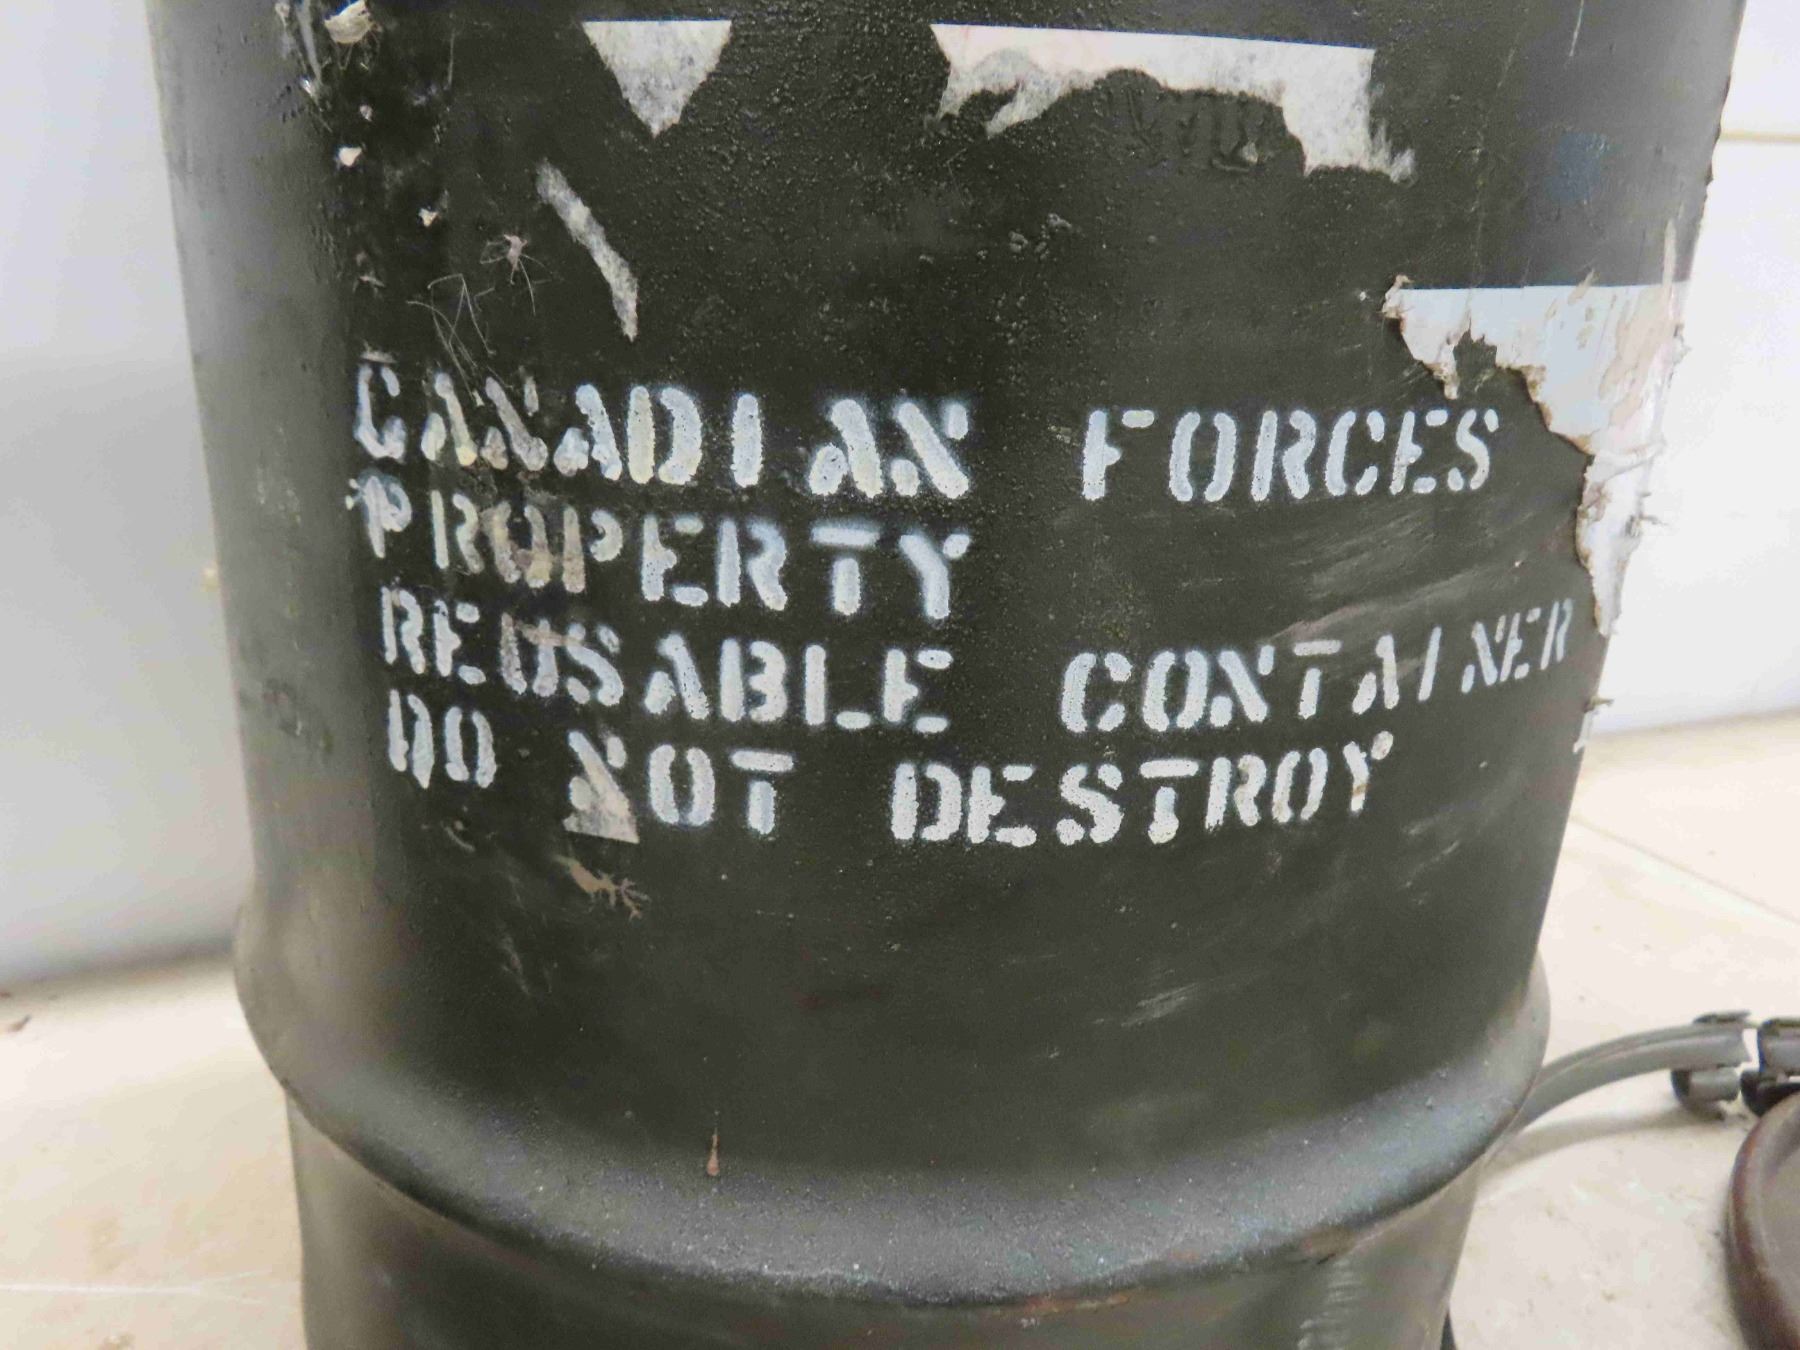 CANADIAN FORCES
PROPERTY
REUSABLE CONTAINER
DO NOT DESTROY